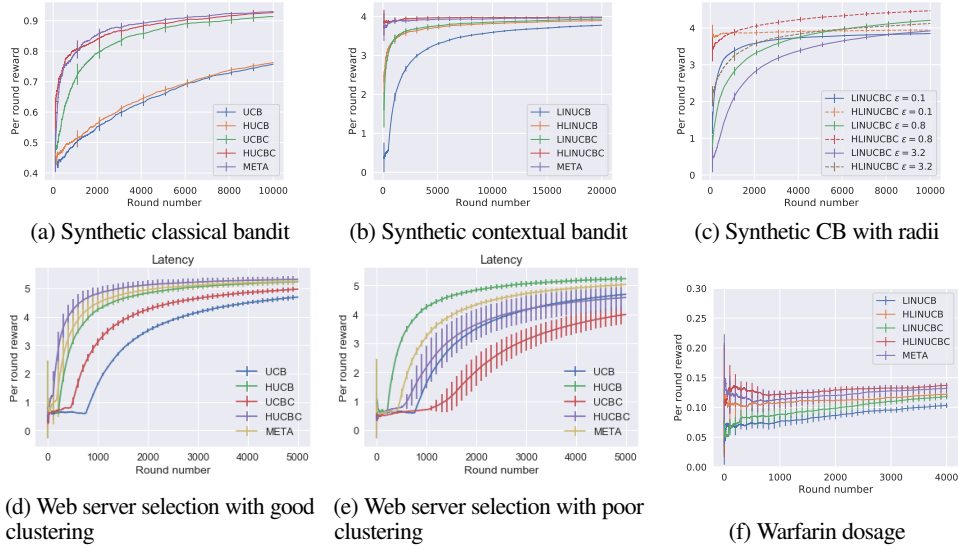 Per round reward
0.9
0.8
0.7
0.6
0.5
0.4
UCB
HUCB
UCBC
HUCBC
META
0 2000 4000 6000 8000 10000
Round number
(a) Synthetic classical bandit
Per round reward
4
3
2
1
0
LINUCB
HLINUCB
LINUCBC
HLINUCBC
META
0 5000 10000 15000 20000
Round number
(b) Synthetic contextual bandit
Per round reward
4
3
2
1
0
LINUCBC ε = 0.1
HLINUCBC ε = 0.1
LINUCBC ε = 0.8
HLINUCBC ε = 0.8
LINUCBC ε = 3.2
HLINUCBC ε = 3.2
0 2000 4000 6000 8000 10000
Round number
(c) Synthetic CB with radii
Latency
Per round reward
5
4
3
2
1
0
UCB
HUCB
UCBC
HUCBC
META
0 1000 2000 3000 4000 5000
Round number
(d) Web server selection with good
clustering
Latency
Per round reward
5
4
3
2
1
0
UCB
HUCB
UCBC
HUCBC
META
0 1000 2000 3000 4000 5000
Round number
(e) Web server selection with poor
clustering
Per round reward
0.30
0.25
0.20
0.15
0.10
0.05
0.00
LINUCB
HLINUCB
LINUCBC
HLINUCBC
META
0 1000 2000 3000 4000
Round number
(f) Warfarin dosage